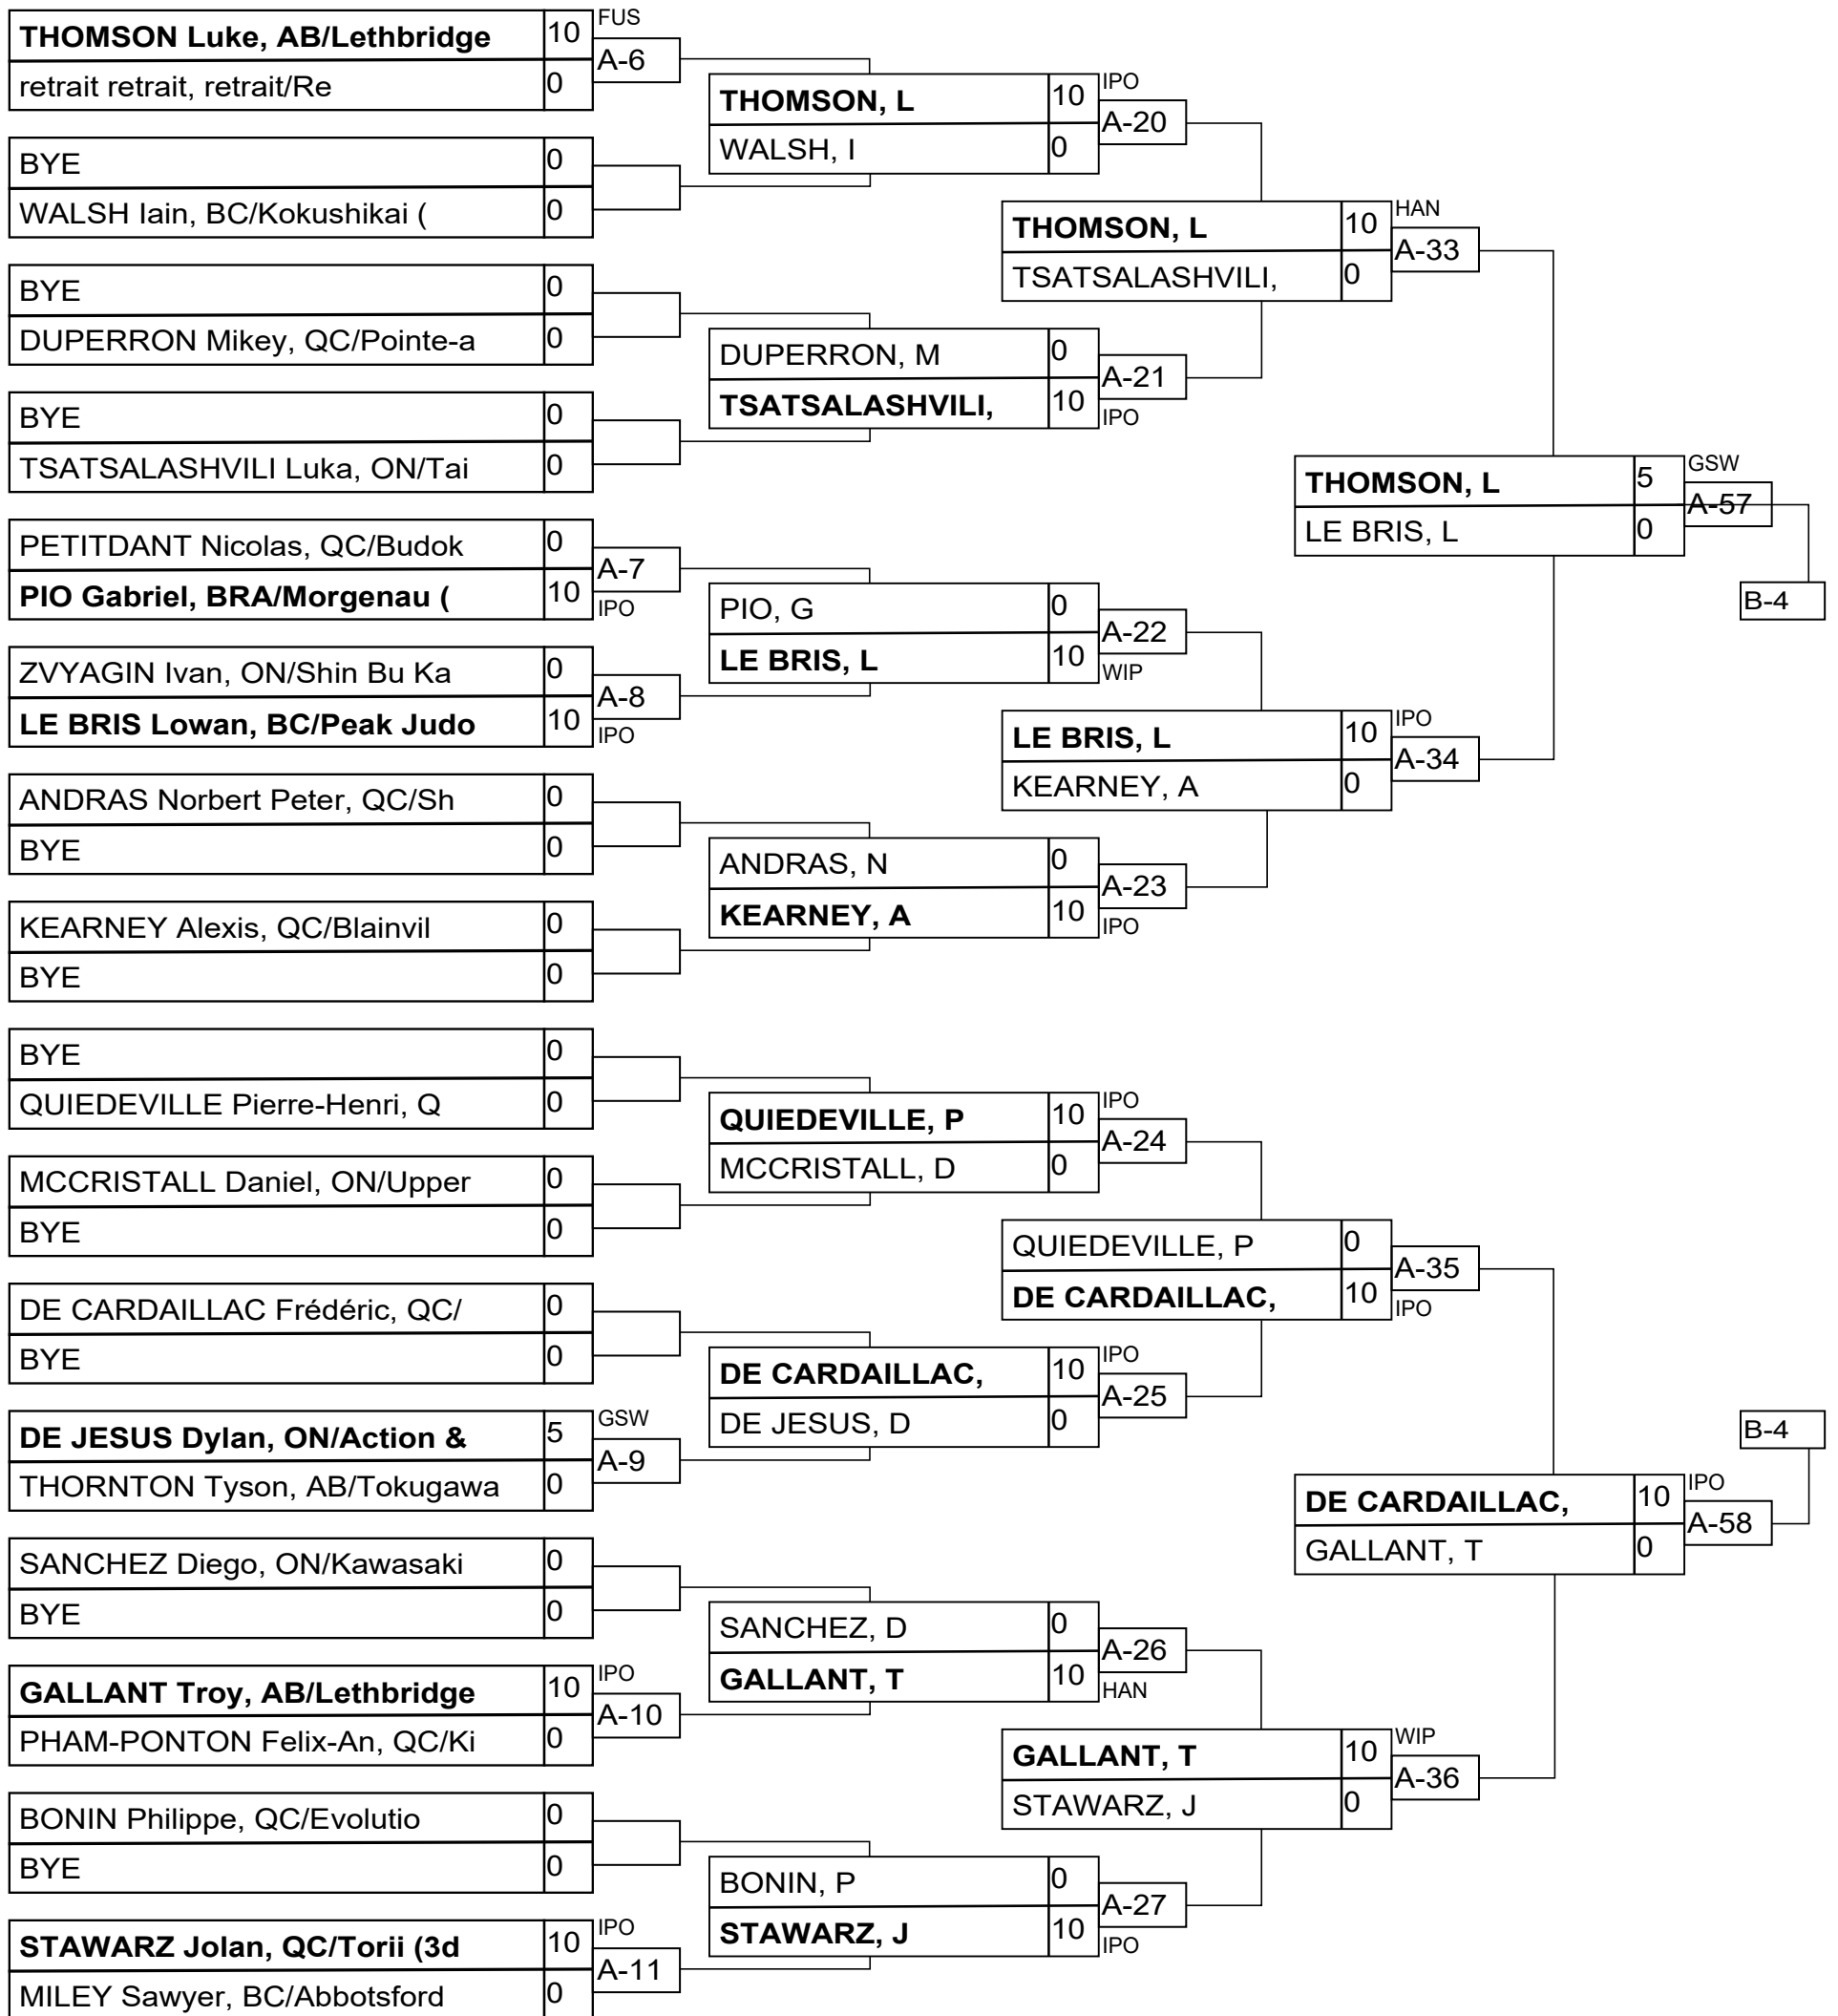 THOMSON Luke, AB/Lethbridge 10 FUS
A-6
retrait retrait, retrait/Re 0
BYE 0
WALSH Iain, BC/Kokushikai ( 0
BYE 0
DUPERRON Mikey, QC/Pointe-a 0
BYE 0
TSATSALASHVILI Luka, ON/Tai 0
PETITDANT Nicolas, QC/Budok 0
A-7
PIO Gabriel, BRA/Morgenau ( 10 IPO
ZVYAGIN Ivan, ON/Shin Bu Ka 0
A-8
LE BRIS Lowan, BC/Peak Judo 10 IPO
ANDRAS Norbert Peter, QC/Sh 0
BYE 0
KEARNEY Alexis, QC/Blainvil 0
BYE 0
BYE 0
QUIEDEVILLE Pierre-Henri, Q 0
MCCRISTALL Daniel, ON/Upper 0
BYE 0
DE CARDAILLAC Frédéric, QC/ 0
BYE 0
DE JESUS Dylan, ON/Action & 5 GSW
A-9
THORNTON Tyson, AB/Tokugawa 0
SANCHEZ Diego, ON/Kawasaki 0
BYE 0
GALLANT Troy, AB/Lethbridge 10 IPO
A-10
PHAM-PONTON Felix-An, QC/Ki 0
BONIN Philippe, QC/Evolutio 0
BYE 0
STAWARZ Jolan, QC/Torii (3d 10 IPO
A-11
MILEY Sawyer, BC/Abbotsford 0
THOMSON, L 10 IPO
A-20
WALSH, I 0
DUPERRON, M 0
A-21
TSATSALASHVILI, 10 IPO
PIO, G 0
A-22
LE BRIS, L 10 WIP
ANDRAS, N 0
A-23
KEARNEY, A 10 IPO
QUIEDEVILLE, P 10 IPO
A-24
MCCRISTALL, D 0
DE CARDAILLAC, 10 IPO
A-25
DE JESUS, D 0
SANCHEZ, D 0
A-26
GALLANT, T 10 HAN
BONIN, P 0
A-27
STAWARZ, J 10 IPO
THOMSON, L 10 HAN
A-33
TSATSALASHVILI, 0
LE BRIS, L 10 IPO
A-34
KEARNEY, A 0
QUIEDEVILLE, P 0
A-35
DE CARDAILLAC, 10 IPO
GALLANT, T 10 WIP
A-36
STAWARZ, J 0
THOMSON, L 5 GSW
A-57
LE BRIS, L 0
B-4
B-4
DE CARDAILLAC, 10 IPO
A-58
GALLANT, T 0